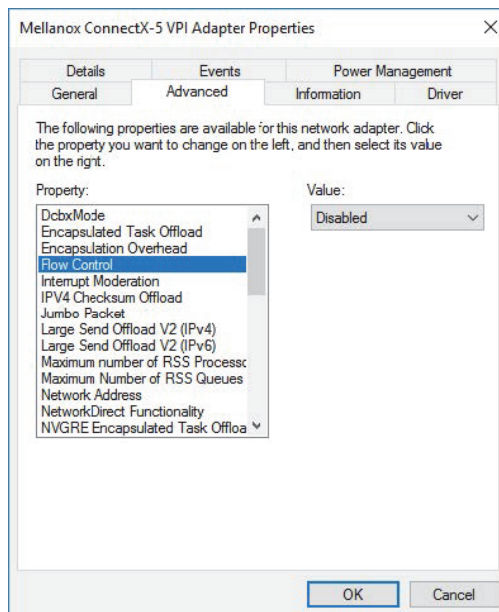 Mellanox ConnectX-5 VPI Adapter Properties
Details Events Power Management
General Advanced Information Driver
The following properties are available for this network adapter. Click
the property you want to change on the left, and then select its value
on the right.
Property: Value:
DcbxMode Disabled
Encapsulated Task Offload
Encapsulation Overhead
Flow Control
Interrupt Moderation
IPV4 Checksum Offload
Jumbo Packet
Large Send Offload V2 (IPv4)
Large Send Offload V2 (IPv6)
Maximum number of RSS Processo
Maximum Number of RSS Queues
Network Address
NetworkDirect Functionality
NVGRE Encapsulated Task Offloa
OK Cancel